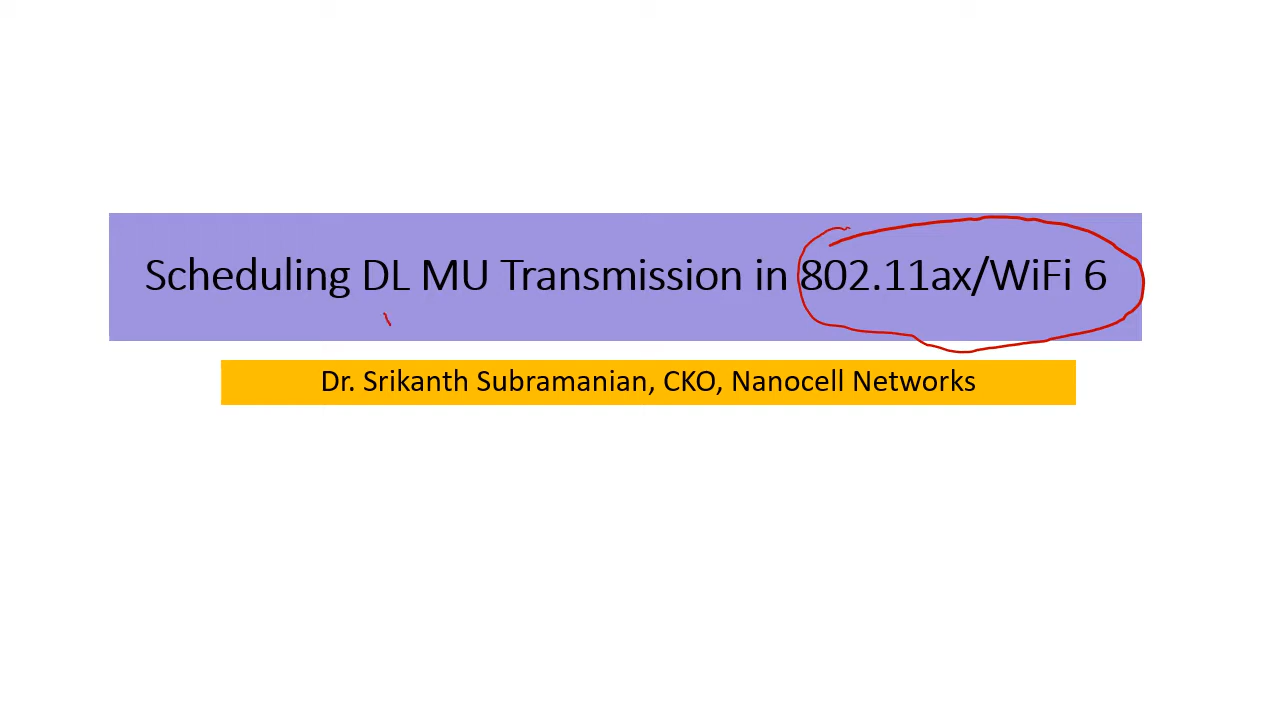 Scheduling DL MU Transmission in 802.11ax/WiFi 6
Dr. Srikanth Subramanian, CKO, Nanocell Networks